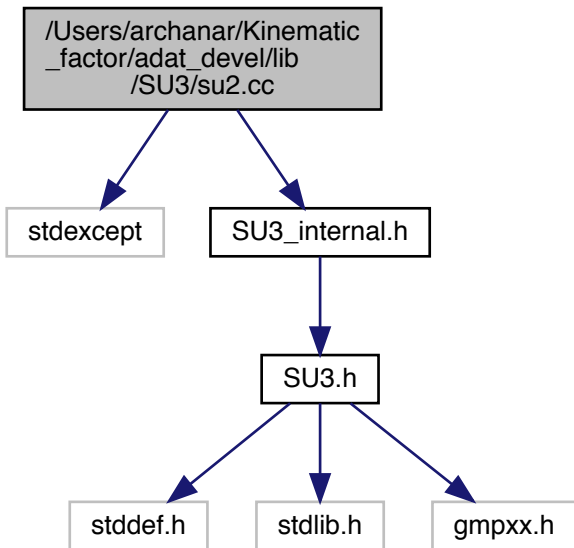 /Users/archanar/Kinematic
_factor/adat_devel/lib
/SU3/su2.cc
stdexcept
SU3_internal.h
SU3.h
stddef.h
stdlib.h
gmpxx.h